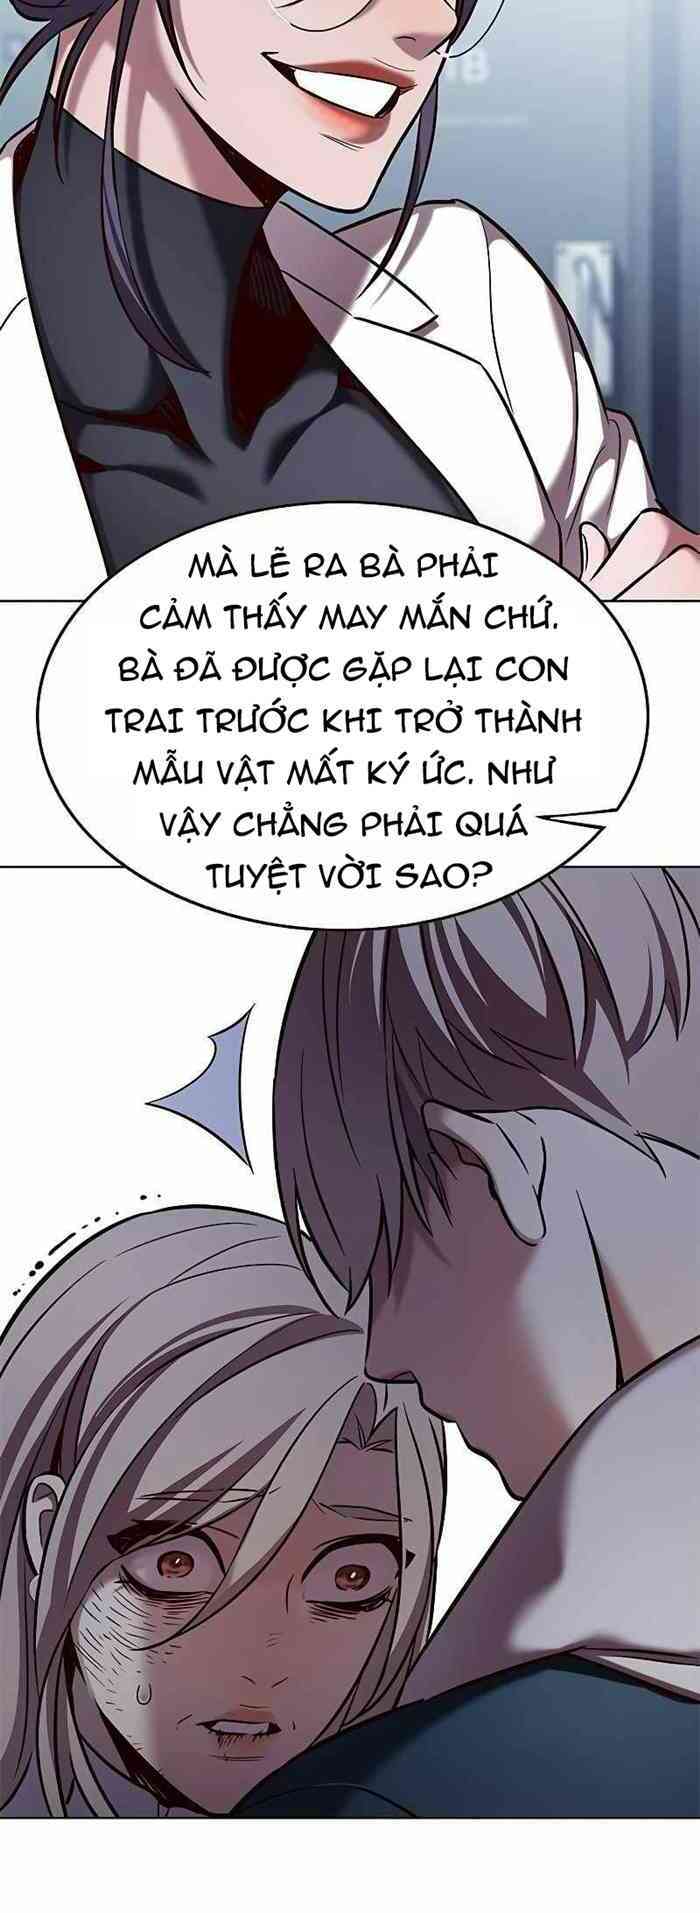 MÀ LẼ RA BÀ PHẢI
CẢM THẤY MAY MẮN CHỨ.
BÀ ĐÃ ĐƯỢC GẶP LẠI CON
TRAI TRƯỚC KHI TRỞ THÀNH
MẪU VẬT MẤT KÝ ỨC. NHƯ
VẬY CHẲNG PHẢI QUÁ
TUYỆT VỜI SAO?